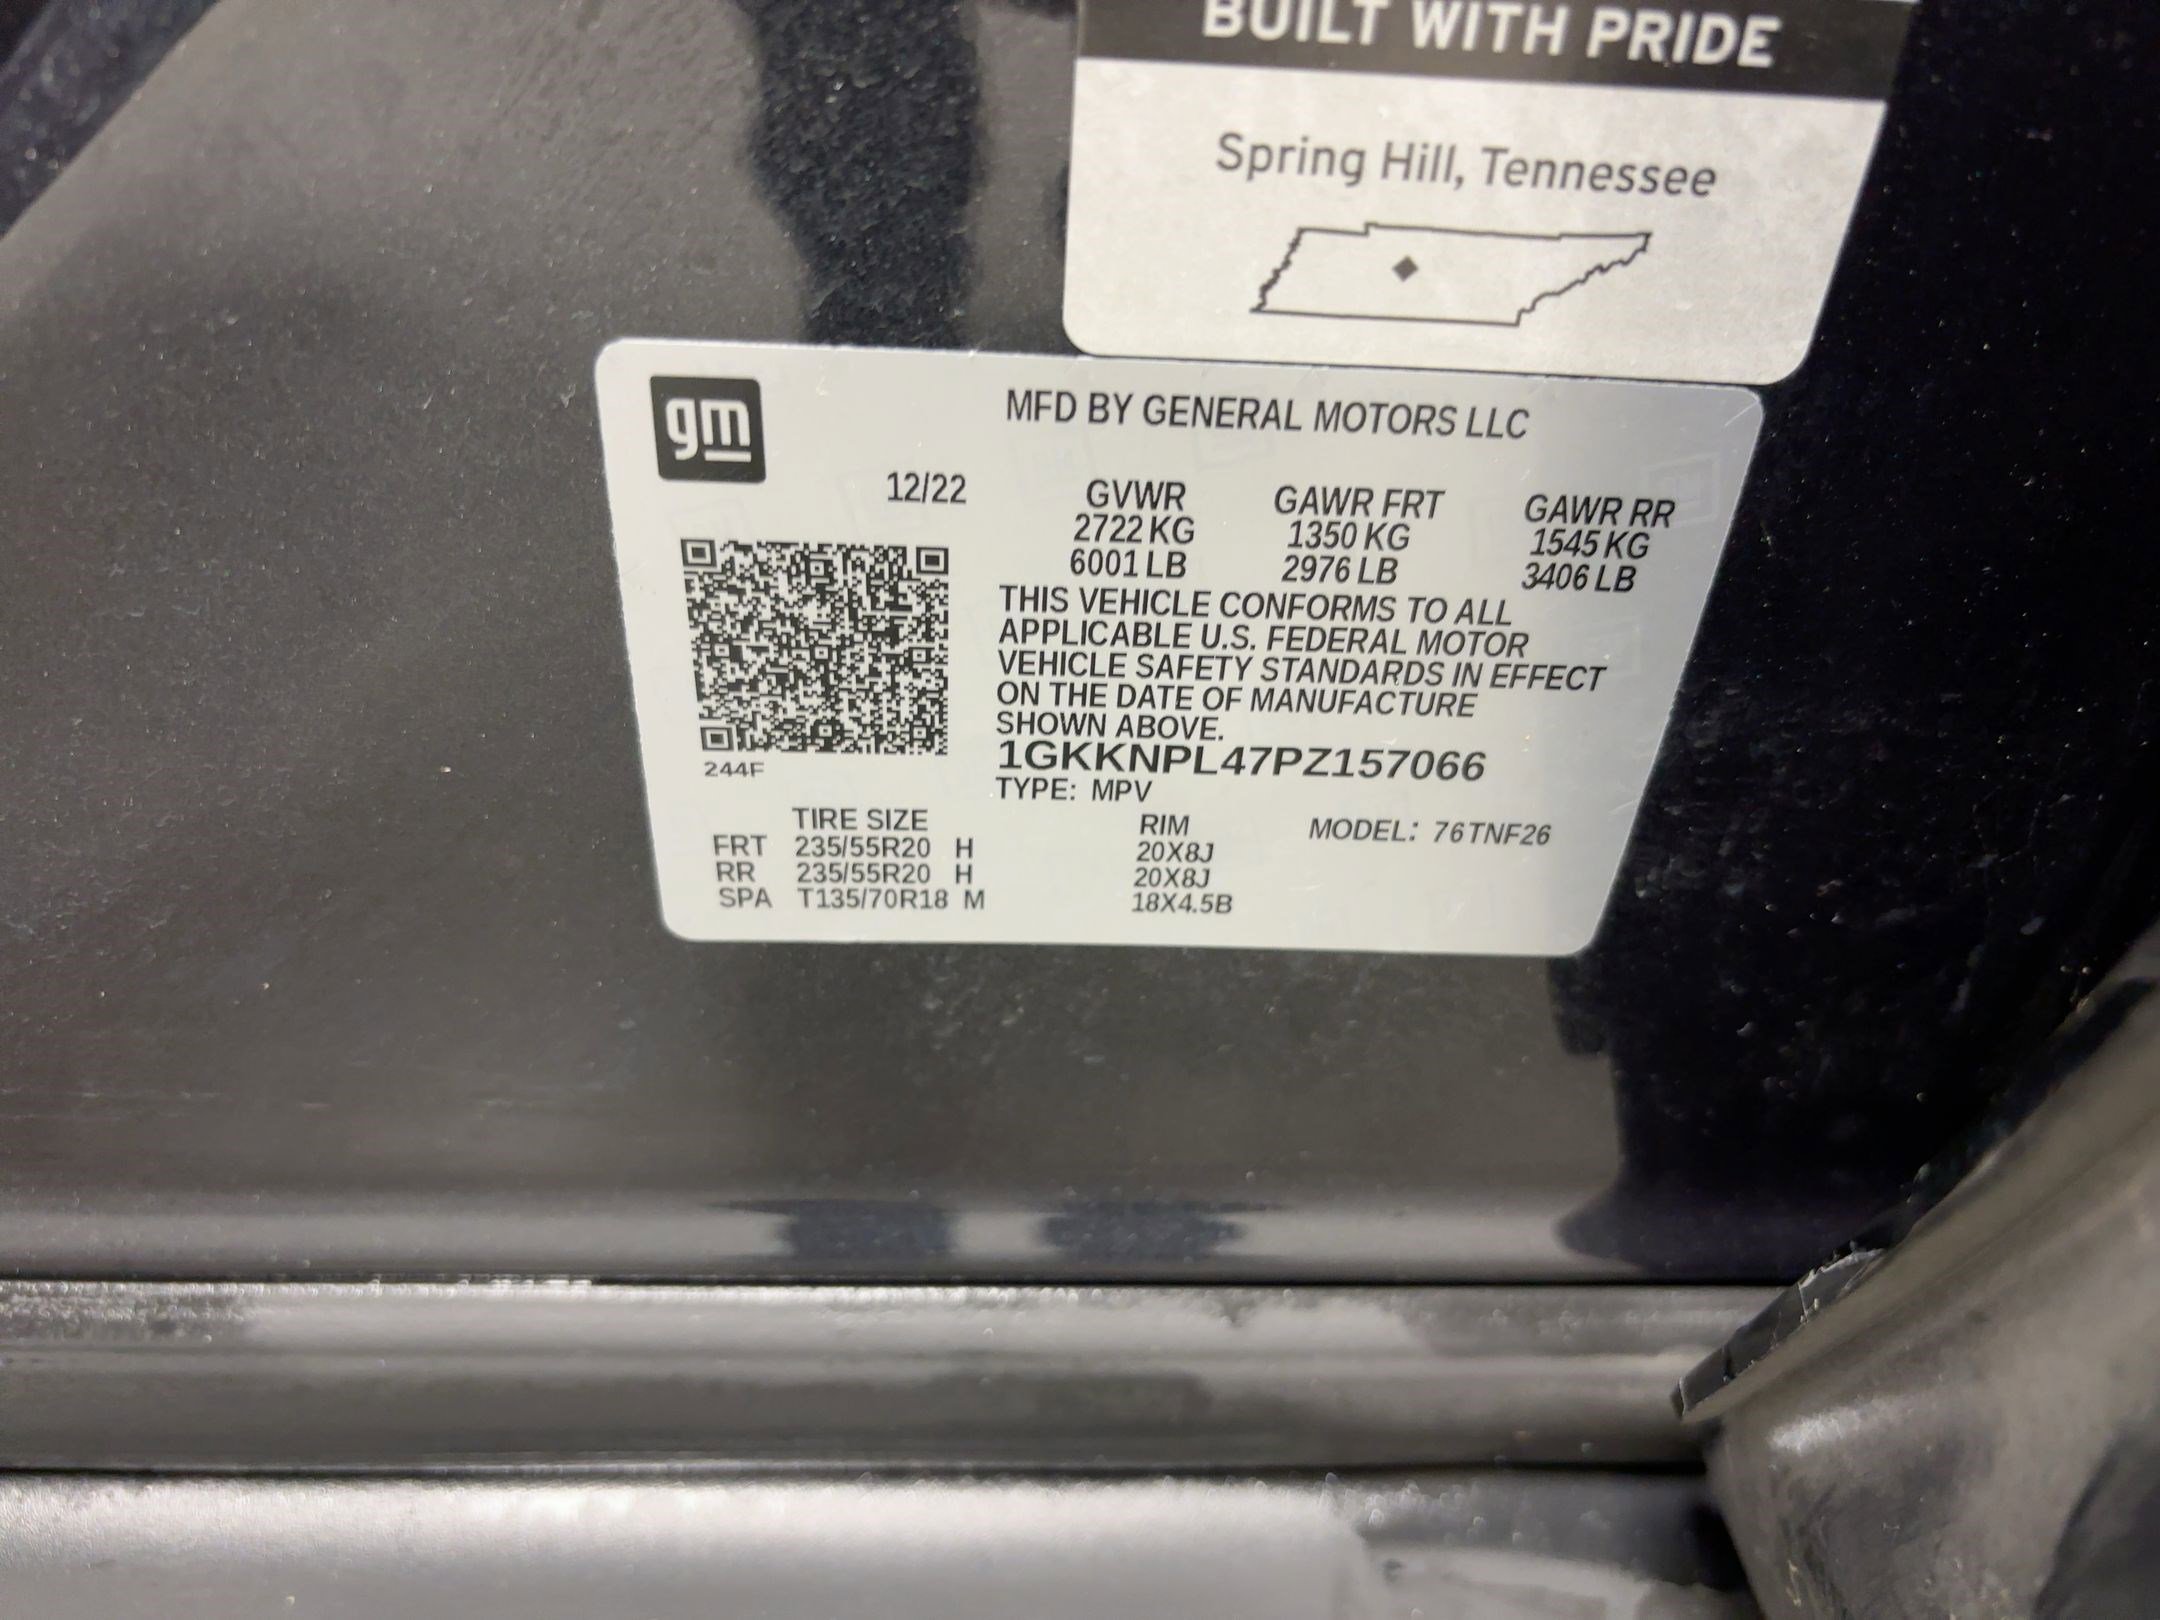 BUILT WITH PRIDE
Spring Hill, Tennessee
gm
MFD BY GENERAL MOTORS LLC
12/22 GVWR GAWR FRT GAWR RR
2722 KG 1350 KG 1545 KG
6001 LB 2976 LB 3406 LB
THIS VEHICLE CONFORMS TO ALL
APPLICABLE U.S. FEDERAL MOTOR
VEHICLE SAFETY STANDARDS IN EFFECT
ON THE DATE OF MANUFACTURE
SHOWN ABOVE.
1GKKNPL47PZ157066
244F
TYPE: MPV
TIRE SIZE RIM MODEL: 76TNF26
FRT 235/55R20 H 20X8J
RR 235/55R20 H 20X8J
SPA T135/70R18 M 18X4.5B